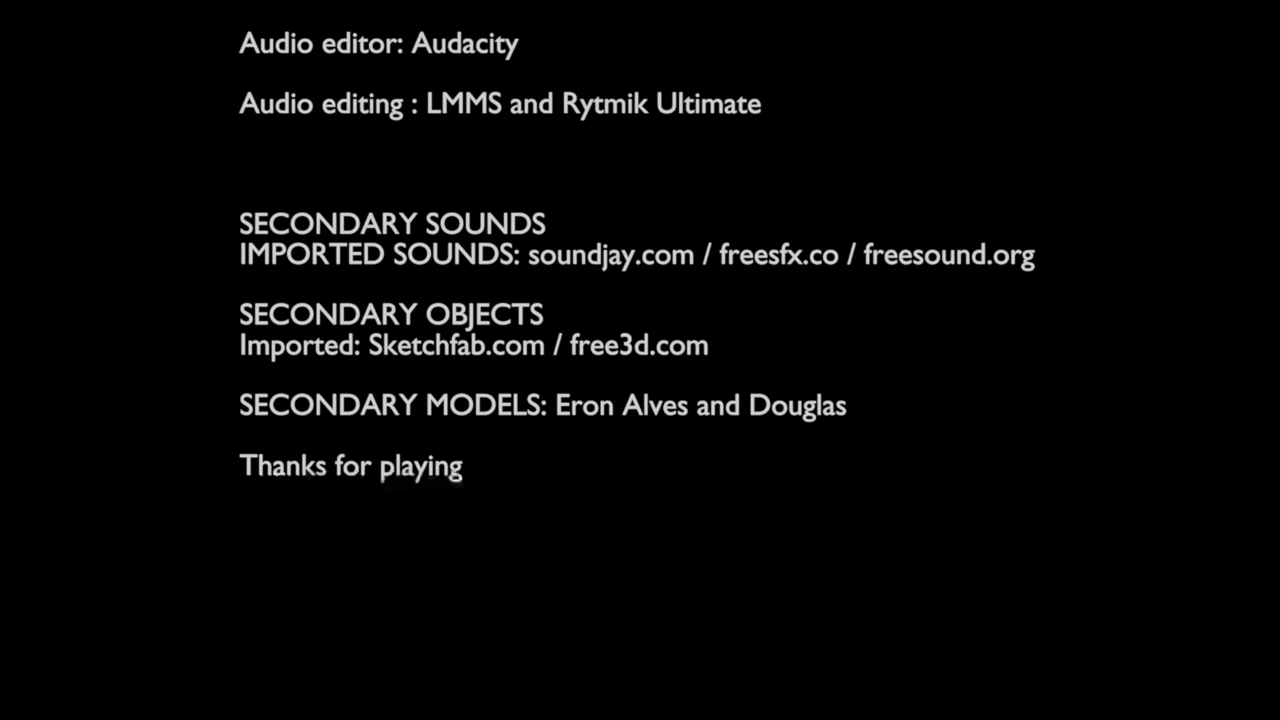 Audio editor: Audacity
Audio editing : LMMS and Rytmik Ultimate
SECONDARY SOUNDS
IMPORTED SOUNDS: soundjay.com / freesfx.co / freesound.org
SECONDARY OBJECTS
Imported: Sketchfab.com / free3d.com
SECONDARY MODELS: Eron Alves and Douglas
Thanks for playing